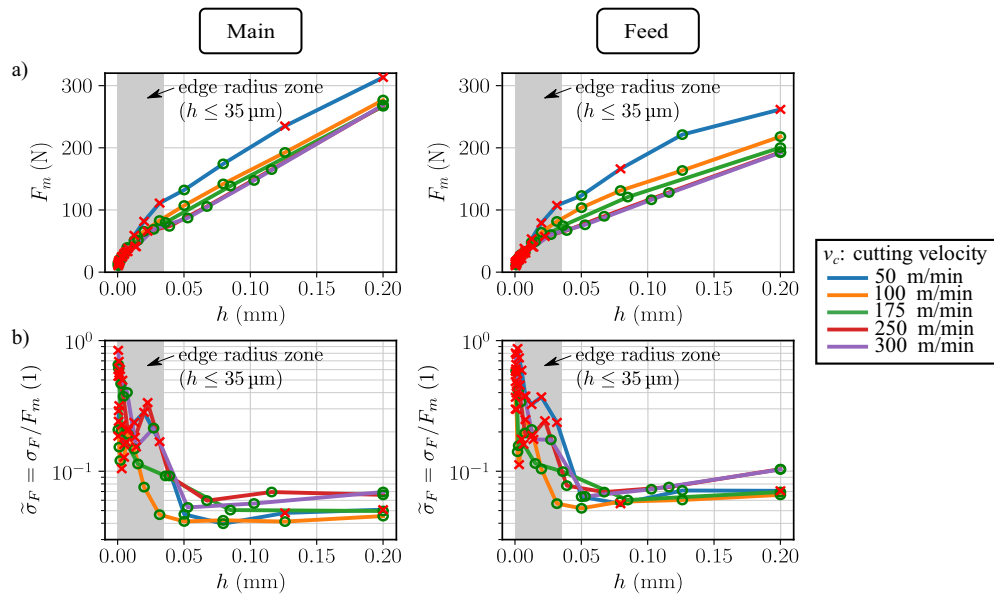 Main
Feed
a)
edge radius zone
(h ≤ 35 μm)
F_m (N)
300
200
100
0
0.00 0.05 0.10 0.15 0.20
h (mm)
edge radius zone
(h ≤ 35 μm)
F_m (N)
300
200
100
0
0.00 0.05 0.10 0.15 0.20
h (mm)
v_c: cutting velocity
50 m/min
100 m/min
175 m/min
250 m/min
300 m/min
b)
edge radius zone
(h ≤ 35 μm)
σ̃_F = σ_F/F_m (1)
10⁰
10⁻¹
0.00 0.05 0.10 0.15 0.20
h (mm)
edge radius zone
(h ≤ 35 μm)
σ̃_F = σ_F/F_m (1)
10⁰
10⁻¹
0.00 0.05 0.10 0.15 0.20
h (mm)